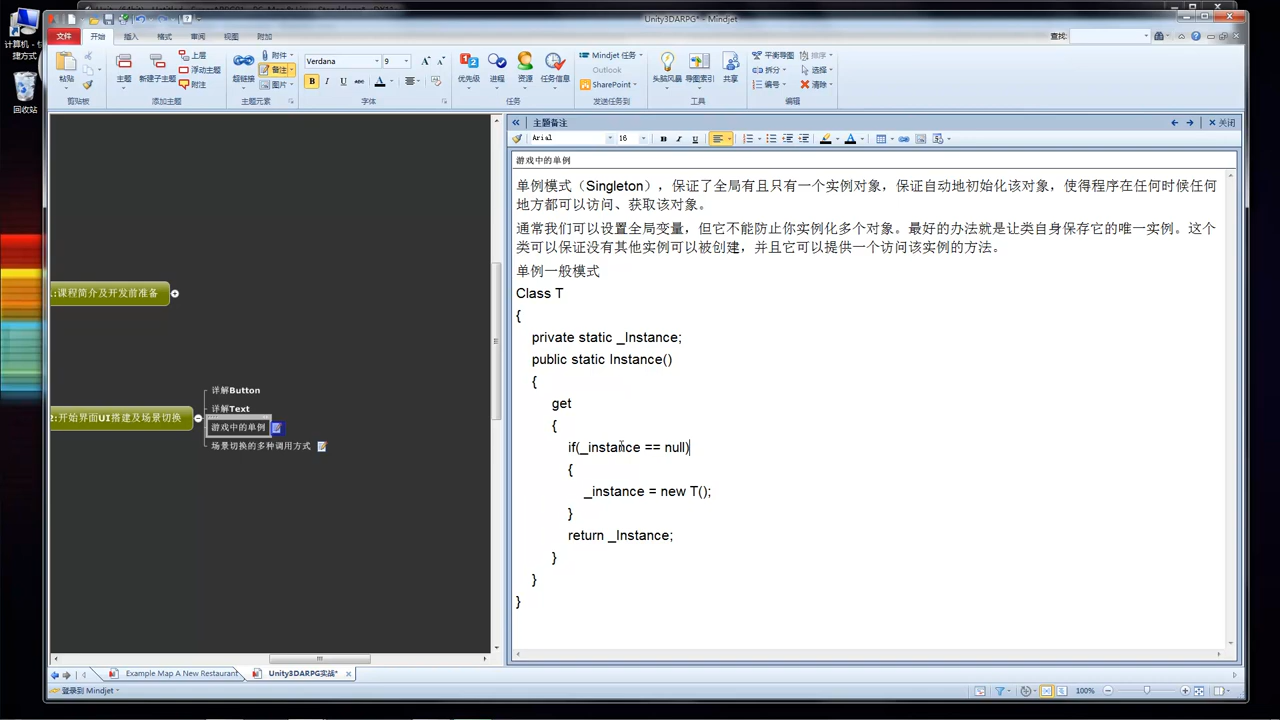 Unity3DARPG* - Mindjet
计算机 - 快捷方式
回收站
文件 开始 插入 格式 审阅 视图 附加 查找:
粘贴
剪贴板
主题 新建子主题 上层 浮动主题 附注
添加主题
超链接 附件 备注 图片
主题元素
Verdana 9
B I U abc A
字体
优先级 进程 资源 任务信息
任务
Mindjet 任务 Outlook SharePoint
发送任务到
头脑风暴 导图索引 共享
工具
平衡导图 排序 拆分 选择 编号 清除
编辑
主题备注 关闭
Arial 16 B I U A
游戏中的单例
单例模式（Singleton），保证了全局有且只有一个实例对象，保证自动地初始化该对象，使得程序在任何时候任何
地方都可以访问、获取该对象。
通常我们可以设置全局变量，但它不能防止你实例化多个对象。最好的办法就是让类自身保存它的唯一实例。这个
类可以保证没有其他实例可以被创建，并且它可以提供一个访问该实例的方法。
单例一般模式
Class T
{
private static _Instance;
public static Instance()
{
get
{
if(_instance == null)
{
_instance = new T();
}
return _Instance;
}
}
}
1:课程简介及开发前准备
2:开始界面UI搭建及场景切换
详解Button
详解Text
游戏中的单例
场景切换的多种调用方式
Example Map A New Restaurant Unity3DARPG实战*
登录到 Mindjet 100%